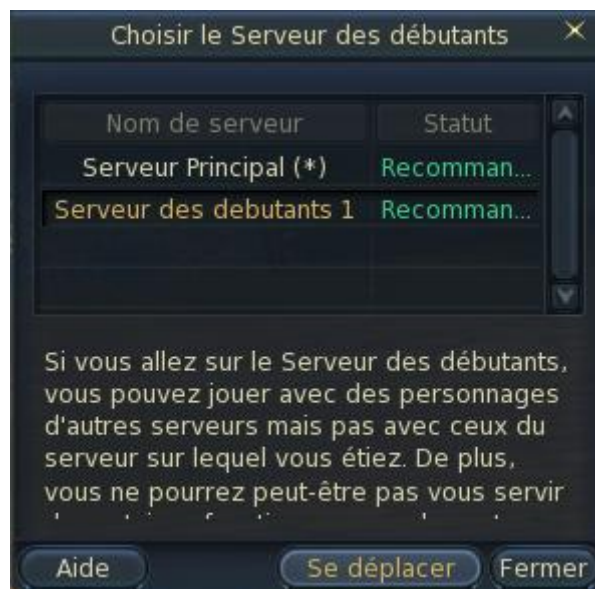 Choisir le Serveur des débutants
Nom de serveur Statut
Serveur Principal (*) Recomman...
Serveur des debutants 1 Recomman...
Si vous allez sur le Serveur des débutants,
vous pouvez jouer avec des personnages
d'autres serveurs mais pas avec ceux du
serveur sur lequel vous étiez. De plus,
vous ne pourrez peut-être pas vous servir
Aide Se déplacer Fermer